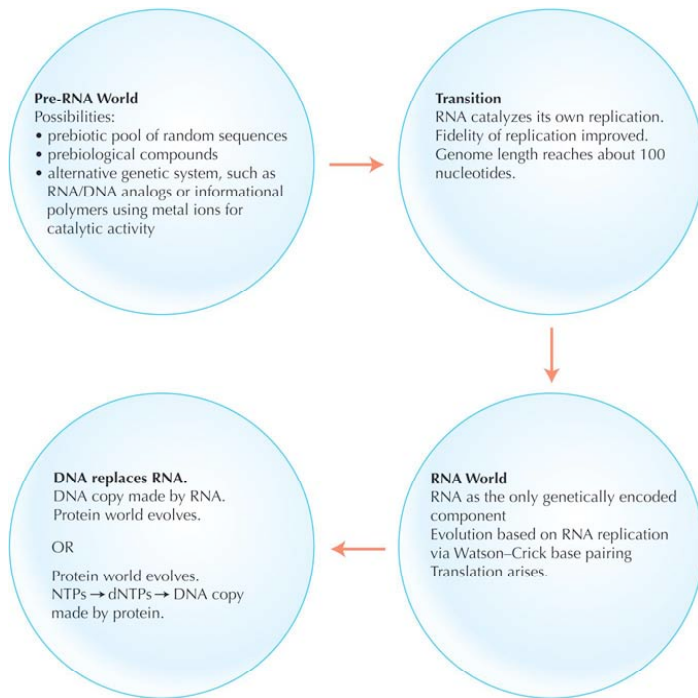 Pre-RNA World
Possibilities:
• prebiotic pool of random sequences
• prebiological compounds
• alternative genetic system, such as
RNA/DNA analogs or informational
polymers using metal ions for
catalytic activity
Transition
RNA catalyzes its own replication.
Fidelity of replication improved.
Genome length reaches about 100
nucleotides.
RNA World
RNA as the only genetically encoded
component
Evolution based on RNA replication
via Watson–Crick base pairing
Translation arises.
DNA replaces RNA.
DNA copy made by RNA.
Protein world evolves.
OR
Protein world evolves.
NTPs → dNTPs → DNA copy
made by protein.